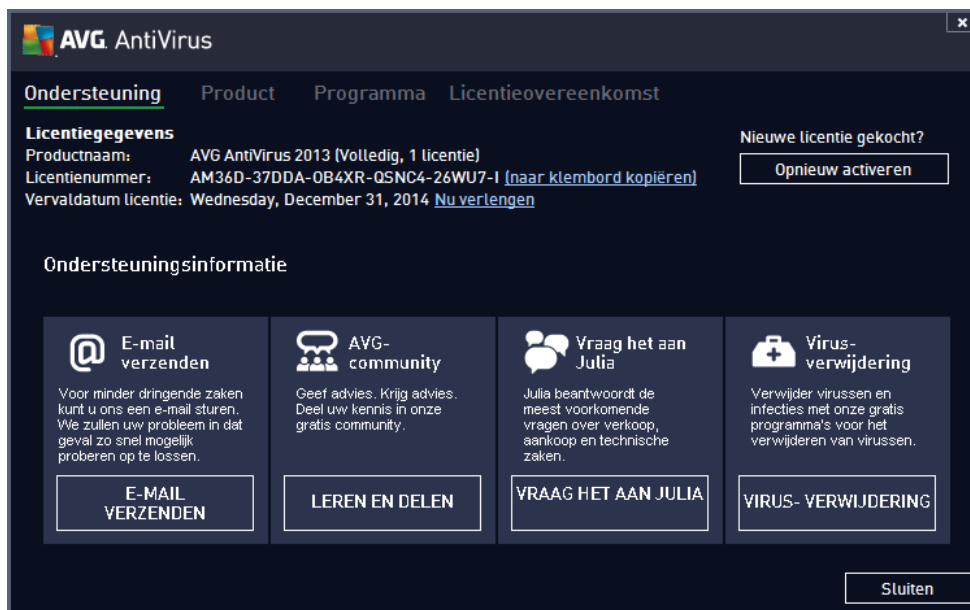 AVG. AntiVirus
x
Ondersteuning Product Programma Licentieovereenkomst
Licentiegegevens
Productnaam: AVG AntiVirus 2013 (Volledig, 1 licentie)
Licentienummer: AM36D-37DDA-0B4XR-QSNC4-26WU7-I (naar klembord kopiëren)
Vervaldatum licentie: Wednesday, December 31, 2014 Nu verlengen
Nieuwe licentie gekocht?
Opnieuw activeren
Ondersteuningsinformatie
E-mail
verzenden
Voor minder dringende zaken
kunt u ons een e-mail sturen.
We zullen uw probleem in dat
geval zo snel mogelijk
proberen op te lossen.
E-MAIL
VERZENDEN
AVG-
community
Geef advies. Krijg advies.
Deel uw kennis in onze
gratis community.
LEREN EN DELEN
Vraag het aan
Julia
Julia beantwoordt de
meest voorkomende
vragen over verkoop,
aankoop en technische
zaken.
VRAAG HET AAN JULIA
Virus-
verwijdering
Verwijder virussen en
infecties met onze gratis
programma's voor het
verwijderen van virussen.
VIRUS- VERWIJDERING
Sluiten